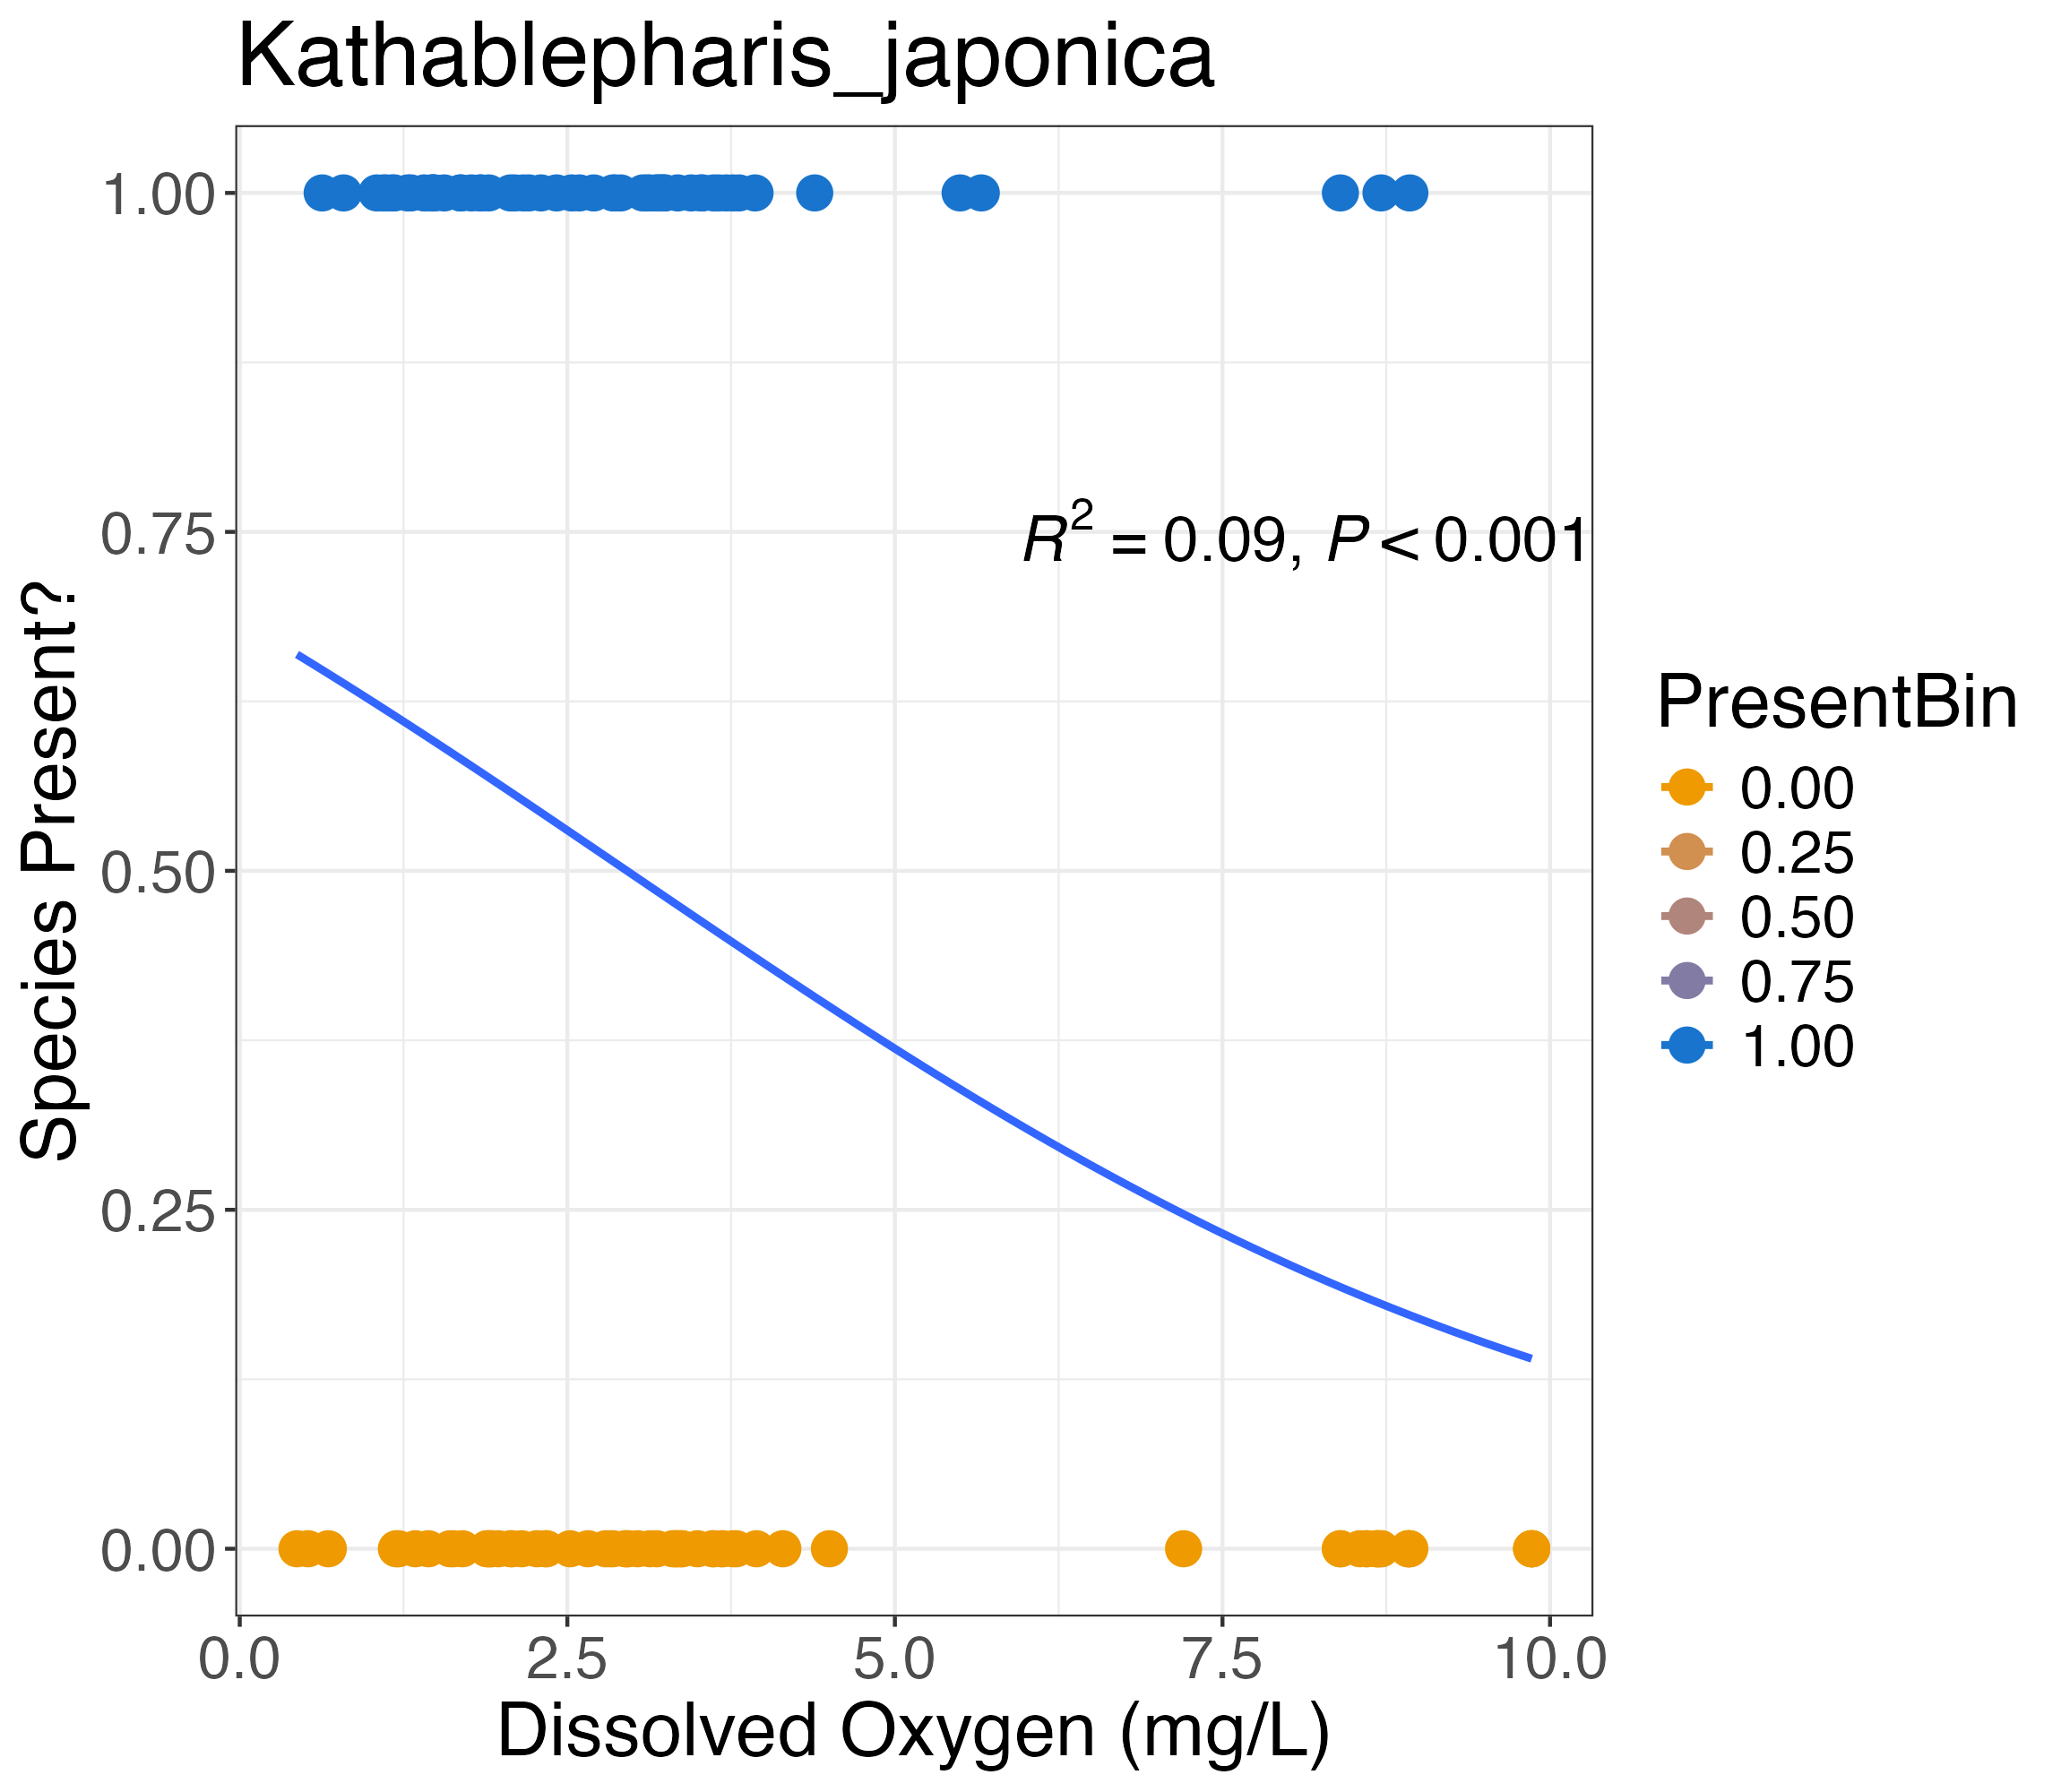 Kathablepharis_japonica
1.00
0.75
0.50
0.25
0.00
Species Present?
R² = 0.09, P < 0.001
0.0 2.5 5.0 7.5 10.0
Dissolved Oxygen (mg/L)
PresentBin
0.00
0.25
0.50
0.75
1.00